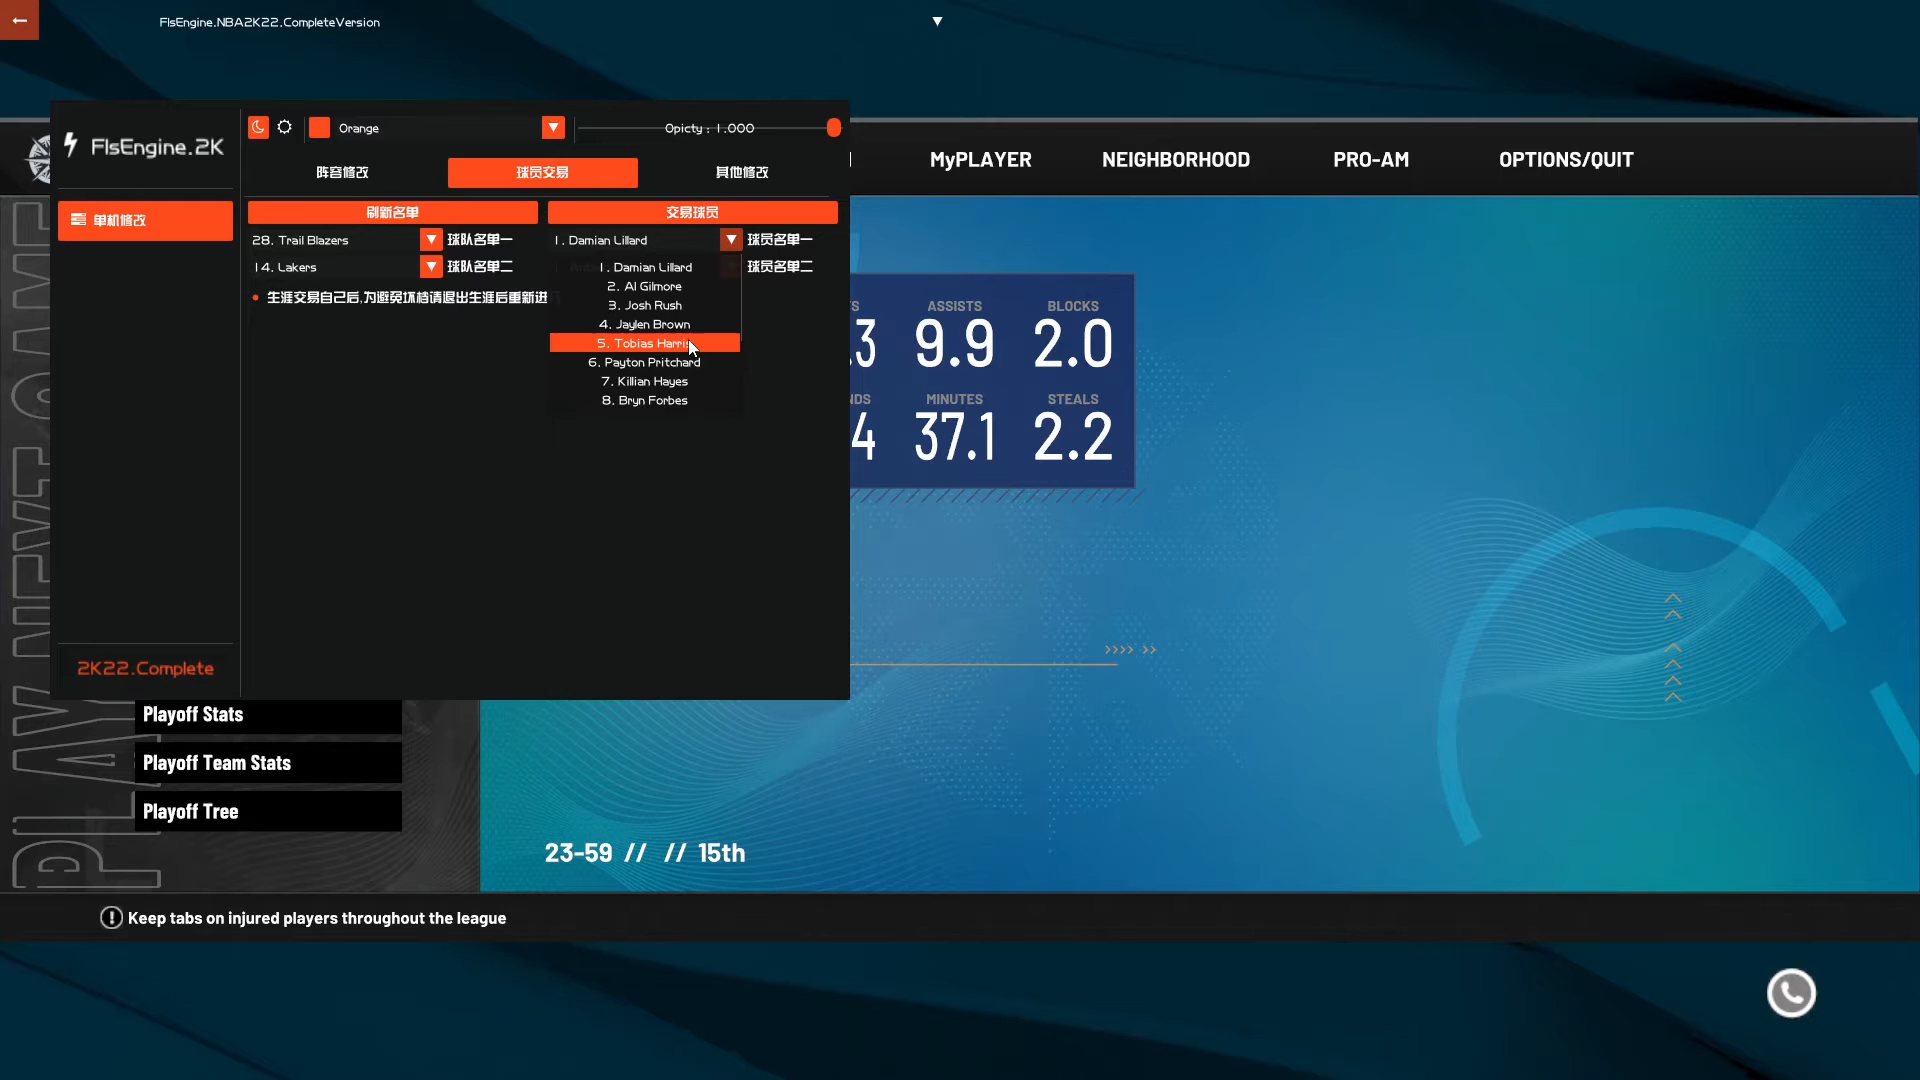 FlsEngine.NBA2K22.CompleteVersion
FlsEngine.2K
Orange
Opicty : 1.000
MyPLAYER
NEIGHBORHOOD
PRO-AM
OPTIONS/QUIT
阵容修改
球员交易
其他修改
单机修改
刷新名单
交易球员
28. Trail Blazers
球队名单一
1. Damian Lillard
球员名单一
14. Lakers
球队名单二
球员名单二
生涯交易自己后,为避免坏档请退出生涯后重新进
1. Damian Lillard
2. Al Gilmore
3. Josh Rush
4. Jaylen Brown
5. Tobias Harris
6. Payton Pritchard
7. Killian Hayes
8. Bryn Forbes
ASSISTS
BLOCKS
.3
9.9
2.0
MINUTES
STEALS
4
37.1
2.2
2K22.Complete
Playoff Stats
Playoff Team Stats
Playoff Tree
PLAY NEXT GAME
23-59 // // 15th
Keep tabs on injured players throughout the league